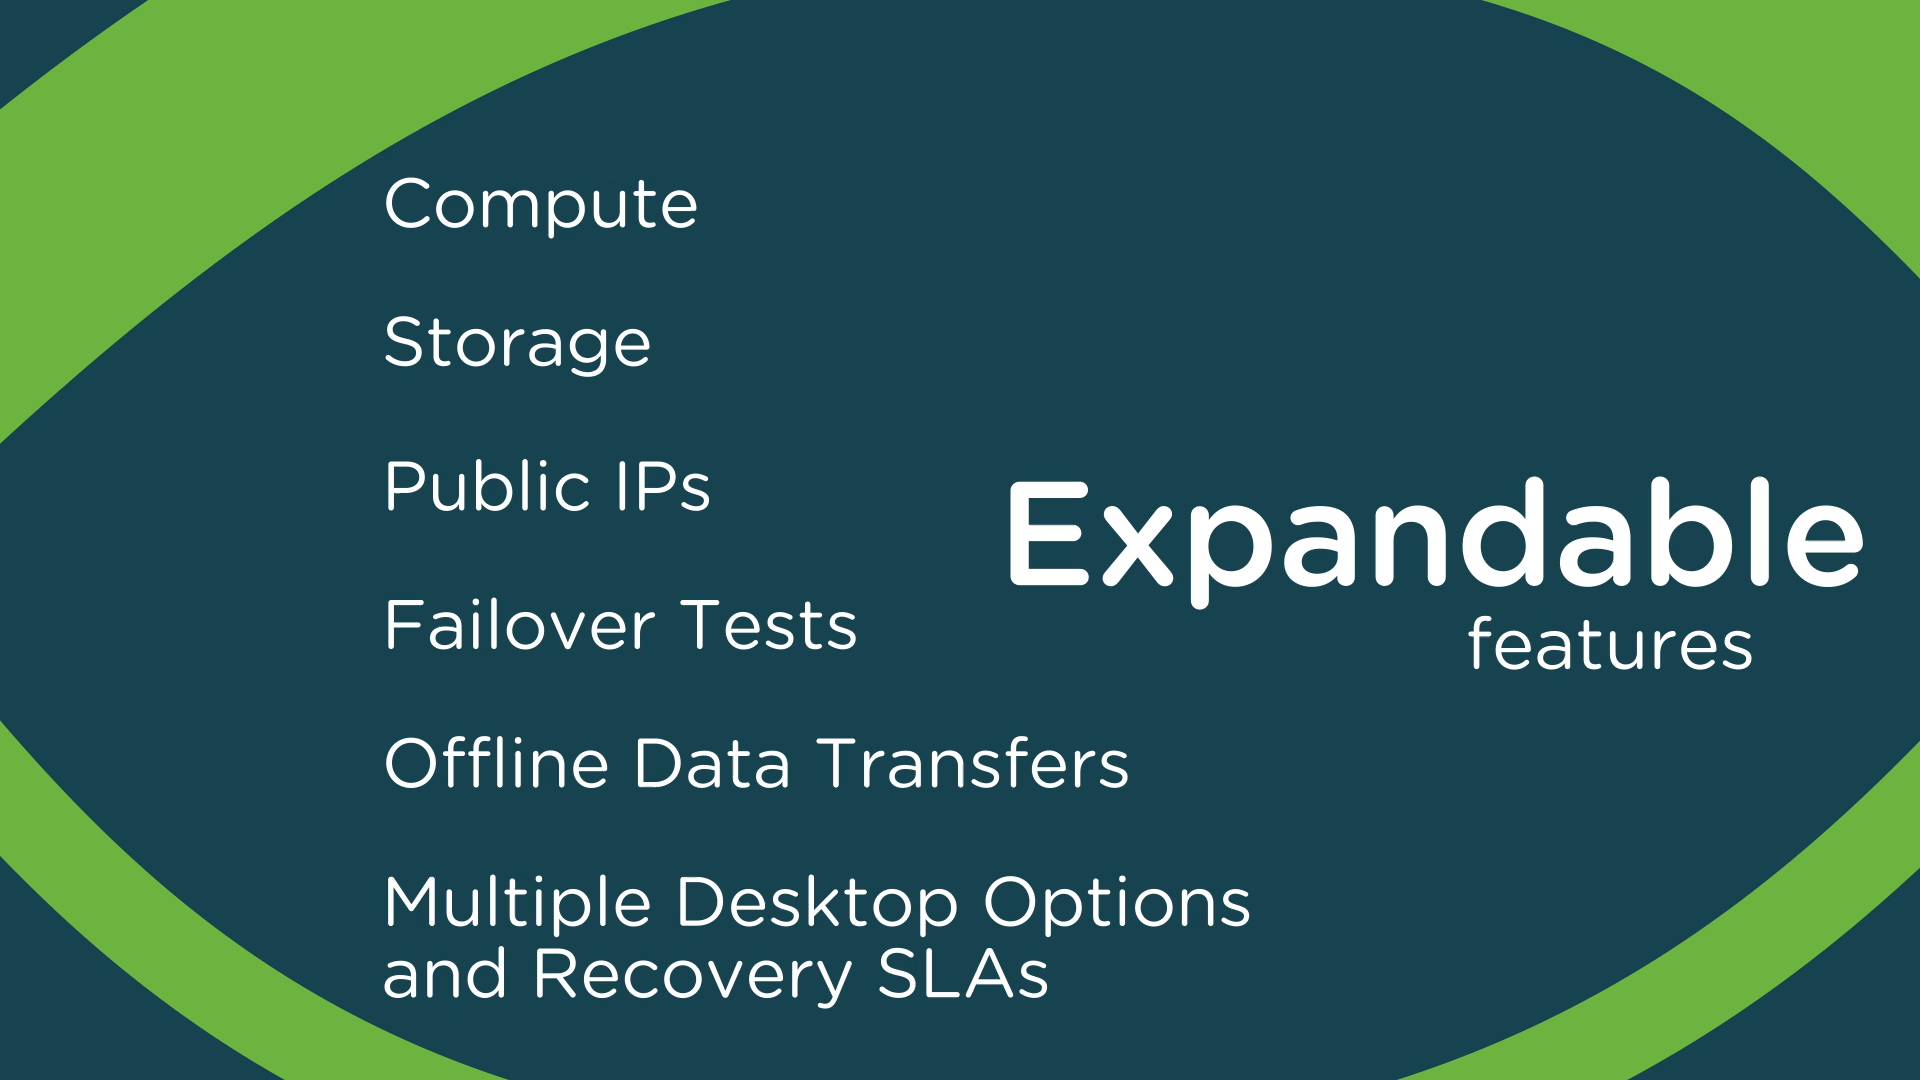 Compute
Storage
Public IPs
Failover Tests
Offline Data Transfers
Multiple Desktop Options
and Recovery SLAs
Expandable
features